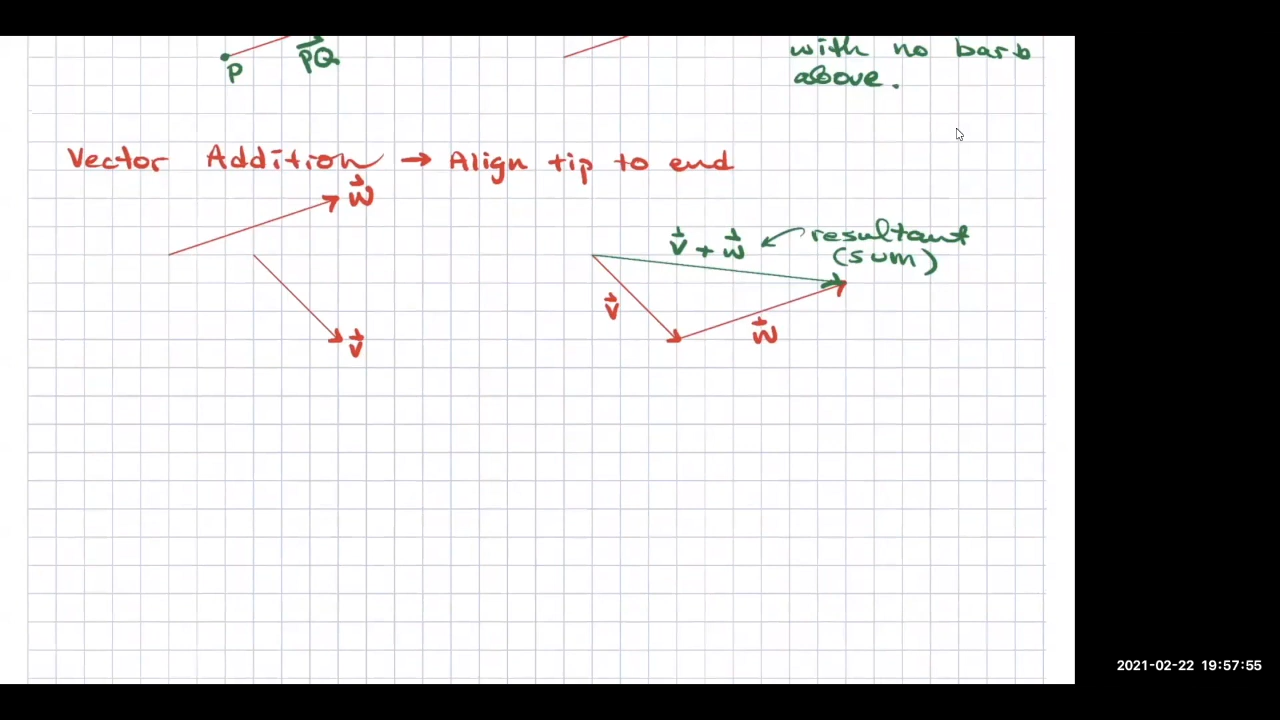 P
PQ
with no barb
above.
Vector Addition → Align tip to end
w
v + w
resultant
(sum)
v
w
v
2021-02-22 19:57:55